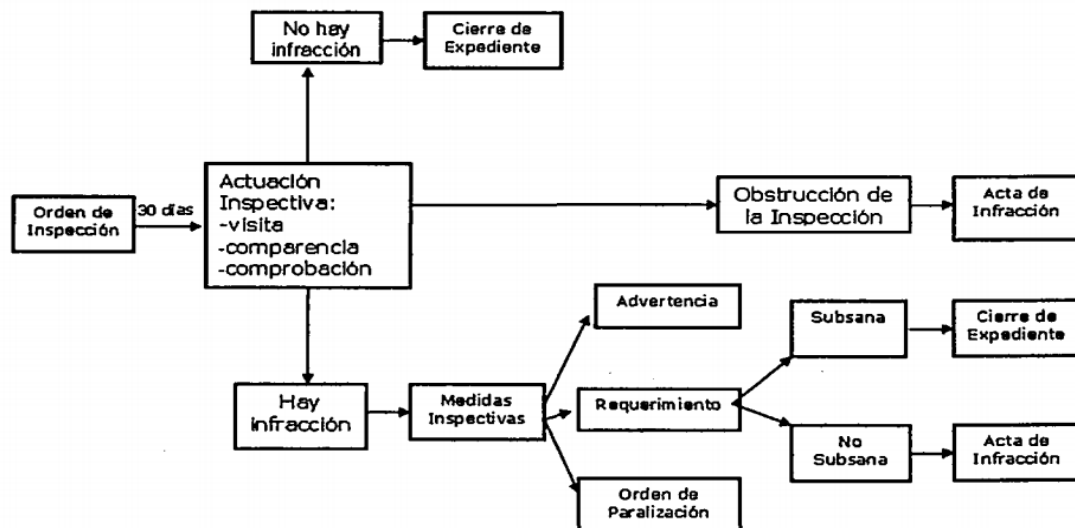 No hay
infracción
Cierre de
Expediente
Orden de
Inspección
30 días
Actuación
Inspectiva:
-visita
-comparencia
-comprobación
Obstrucción de
la Inspección
Acta de
Infracción
Hay
infracción
Medidas
Inspectivas
Advertencia
Requerimiento
Orden de
Paralización
Subsana
Cierre de
Expediente
No
Subsana
Acta de
Infracción